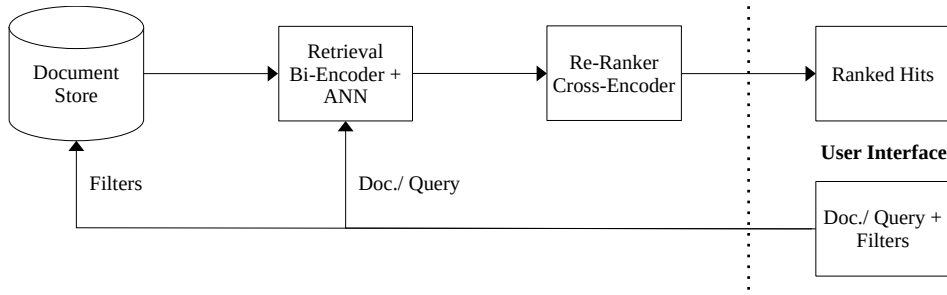 Document
Store
Retrieval
Bi-Encoder +
ANN
Re-Ranker
Cross-Encoder
Ranked Hits
User Interface
Filters
Doc./ Query
Doc./ Query +
Filters